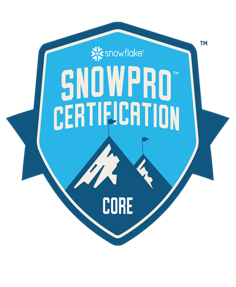 snowflake®
SNOWPRO™
CERTIFICATION
CORE
™